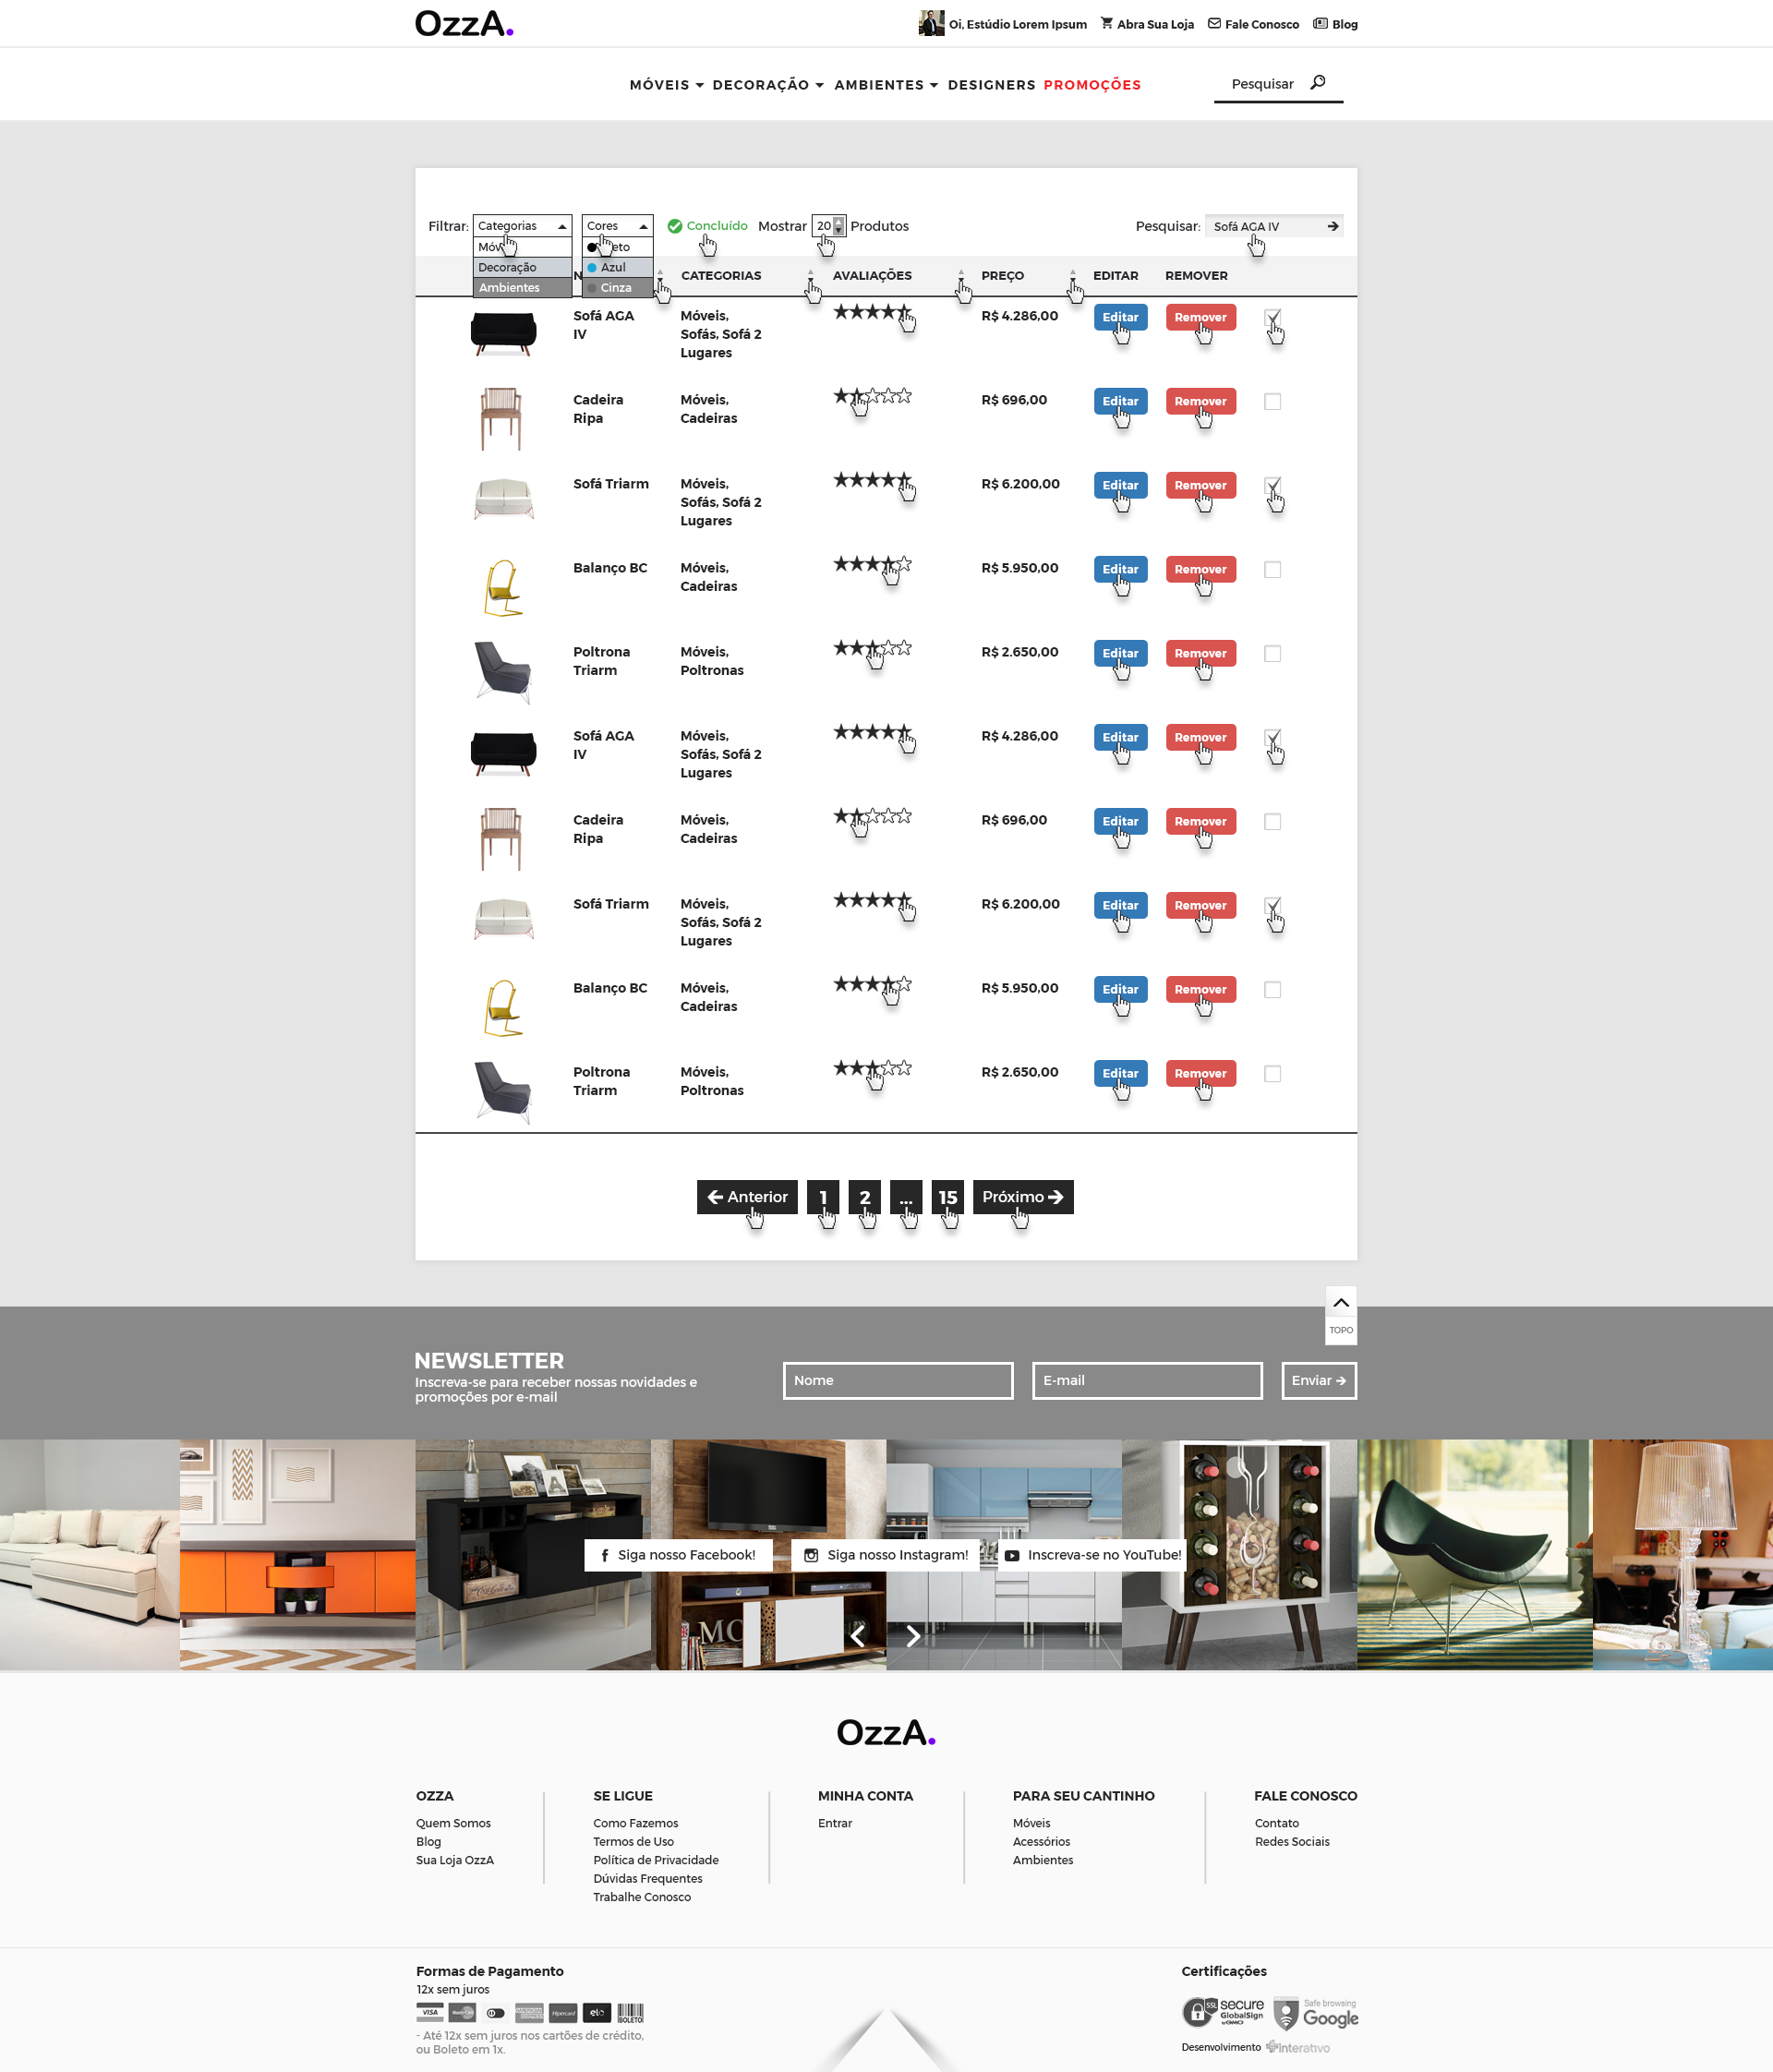 OzzA.
Oi, Estúdio Lorem Ipsum Abra Sua Loja Fale Conosco Blog
MÓVEIS DECORAÇÃO AMBIENTES DESIGNERS PROMOÇÕES Pesquisar
Filtrar: Categorias Cores Concluído Mostrar 20 Produtos Pesquisar: Sofá AGA IV
Decoração Azul
Ambientes Cinza
CATEGORIAS AVALIAÇÕES PREÇO EDITAR REMOVER
Sofá AGA Móveis, R$ 4.286,00 Editar Remover
IV Sofás, Sofá 2
Lugares
Cadeira Móveis, R$ 696,00 Editar Remover
Ripa Cadeiras
Sofá Triarm Móveis, R$ 6.200,00 Editar Remover
Sofás, Sofá 2
Lugares
Balanço BC Móveis, R$ 5.950,00 Editar Remover
Cadeiras
Poltrona Móveis, R$ 2.650,00 Editar Remover
Triarm Poltronas
Sofá AGA Móveis, R$ 4.286,00 Editar Remover
IV Sofás, Sofá 2
Lugares
Cadeira Móveis, R$ 696,00 Editar Remover
Ripa Cadeiras
Sofá Triarm Móveis, R$ 6.200,00 Editar Remover
Sofás, Sofá 2
Lugares
Balanço BC Móveis, R$ 5.950,00 Editar Remover
Cadeiras
Poltrona Móveis, R$ 2.650,00 Editar Remover
Triarm Poltronas
Anterior 1 2 ... 15 Próximo
TOPO
NEWSLETTER
Inscreva-se para receber nossas novidades e
promoções por e-mail
Nome E-mail Enviar
Siga nosso Facebook! Siga nosso Instagram! Inscreva-se no YouTube!
OzzA.
OZZA
Quem Somos
Blog
Sua Loja OzzA
SE LIGUE
Como Fazemos
Termos de Uso
Política de Privacidade
Dúvidas Frequentes
Trabalhe Conosco
MINHA CONTA
Entrar
PARA SEU CANTINHO
Móveis
Acessórios
Ambientes
FALE CONOSCO
Contato
Redes Sociais
Formas de Pagamento
12x sem juros
VISA MasterCard Hipercard elo BOLETO
- Até 12x sem juros nos cartões de crédito,
ou Boleto em 1x.
Certificações
SSL secure GlobalSign by GMO
Safe browsing Google
Desenvolvimento interativo